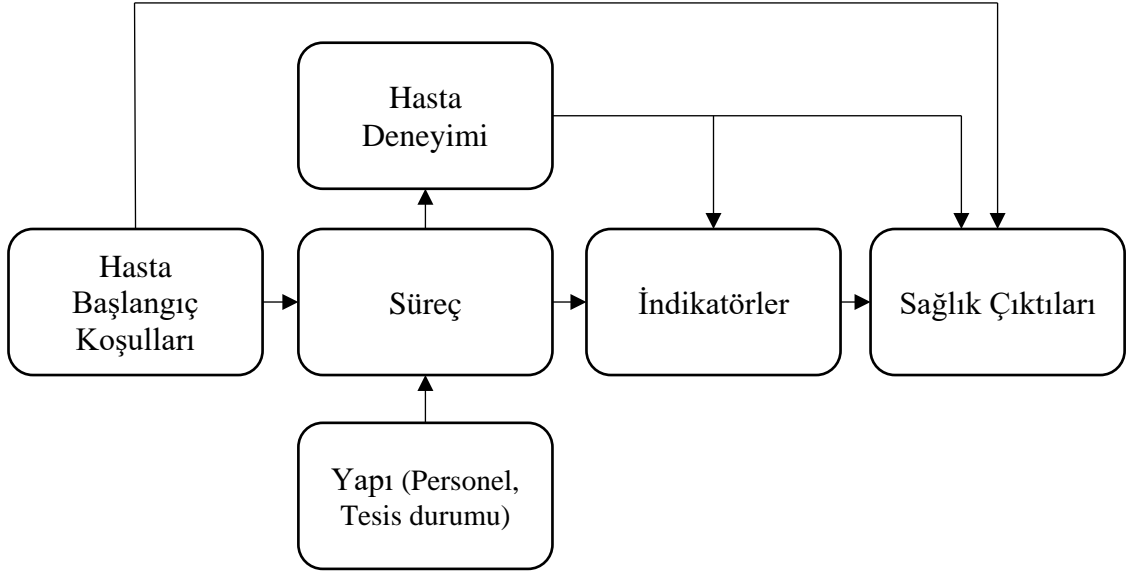 Hasta
Deneyimi
Hasta
Başlangıç
Koşulları
Süreç
İndikatörler
Sağlık Çıktıları
Yapı (Personel,
Tesis durumu)